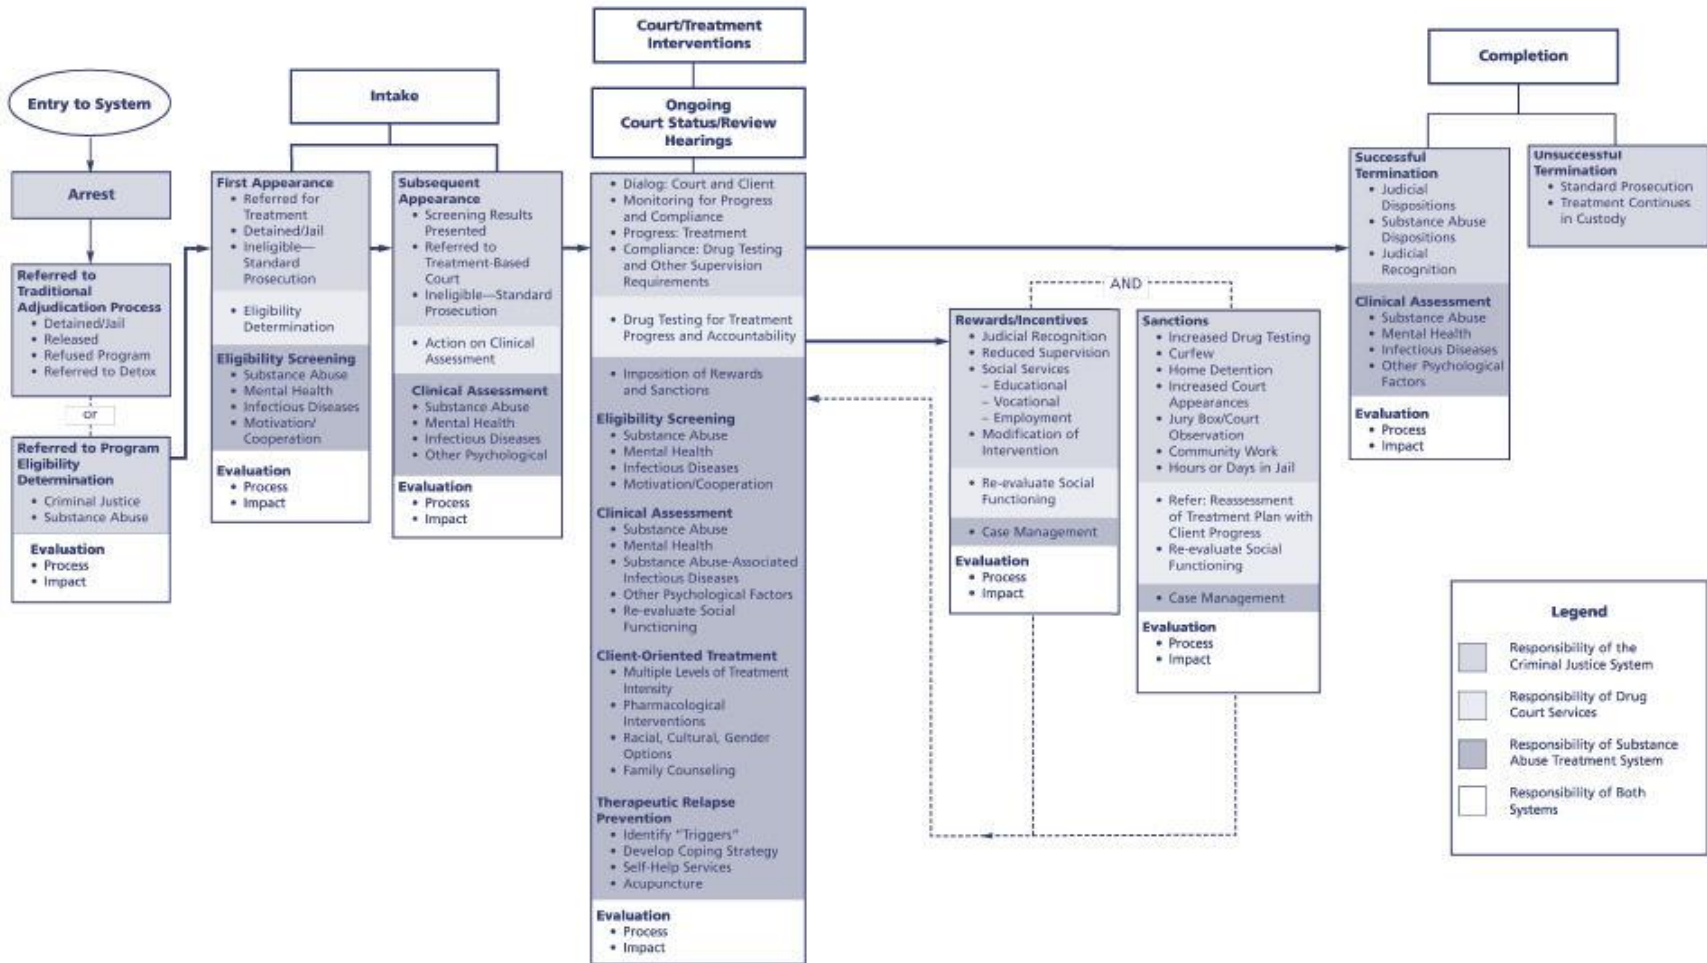 Entry to System
Arrest
Referred to
Traditional
Adjudication Process
• Detained/Jail
• Released
• Refused Program
• Referred to Detox
or
Referred to Program
Eligibility
Determination
• Criminal Justice
• Substance Abuse
Evaluation
• Process
• Impact
Intake
First Appearance
• Referred for
Treatment
• Detained/Jail
• Ineligible—
Standard
Prosecution
• Eligibility
Determination
Eligibility Screening
• Substance Abuse
• Mental Health
• Infectious Diseases
• Motivation/
Cooperation
Evaluation
• Process
• Impact
Subsequent
Appearance
• Screening Results
Presented
• Referred to
Treatment-Based
Court
• Ineligible—Standard
Prosecution
• Action on Clinical
Assessment
Clinical Assessment
• Substance Abuse
• Mental Health
• Infectious Diseases
• Other Psychological
Evaluation
• Process
• Impact
Court/Treatment
Interventions
Ongoing
Court Status/Review
Hearings
• Dialog: Court and Client
• Monitoring for Progress
and Compliance
• Progress: Treatment
• Compliance: Drug Testing
and Other Supervision
Requirements
• Drug Testing for Treatment
Progress and Accountability
• Imposition of Rewards
and Sanctions
Eligibility Screening
• Substance Abuse
• Mental Health
• Infectious Diseases
• Motivation/Cooperation
Clinical Assessment
• Substance Abuse
• Mental Health
• Substance Abuse-Associated
Infectious Diseases
• Other Psychological Factors
• Re-evaluate Social
Functioning
Client-Oriented Treatment
• Multiple Levels of Treatment
Intensity
• Pharmacological
Interventions
• Racial, Cultural, Gender
Options
• Family Counseling
Therapeutic Relapse
Prevention
• Identify "Triggers"
• Develop Coping Strategy
• Self-Help Services
• Acupuncture
Evaluation
• Process
• Impact
AND
Rewards/Incentives
• Judicial Recognition
• Reduced Supervision
• Social Services
– Educational
– Vocational
– Employment
• Modification of
Intervention
• Re-evaluate Social
Functioning
• Case Management
Evaluation
• Process
• Impact
Sanctions
• Increased Drug Testing
• Curfew
• Home Detention
• Increased Court
Appearances
• Jury Box/Court
Observation
• Community Work
• Hours or Days in Jail
• Refer: Reassessment
of Treatment Plan with
Client Progress
• Re-evaluate Social
Functioning
• Case Management
Evaluation
• Process
• Impact
Completion
Successful
Termination
• Judicial
Dispositions
• Substance Abuse
Dispositions
• Judicial
Recognition
Clinical Assessment
• Substance Abuse
• Mental Health
• Infectious Diseases
• Other Psychological
Factors
Evaluation
• Process
• Impact
Unsuccessful
Termination
• Standard Prosecution
• Treatment Continues
in Custody
Legend
Responsibility of the
Criminal Justice System
Responsibility of Drug
Court Services
Responsibility of Substance
Abuse Treatment System
Responsibility of Both
Systems